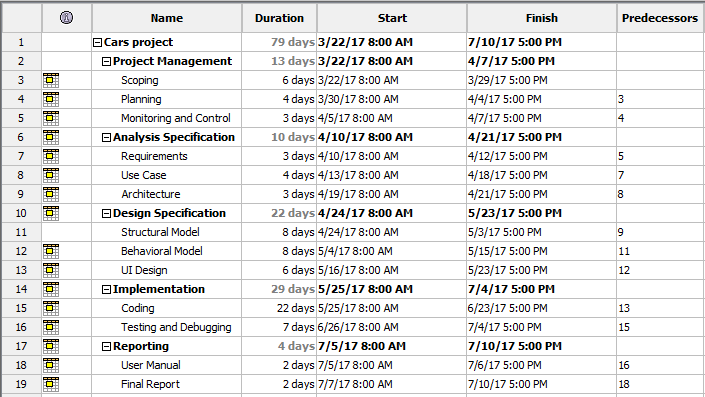 Name Duration Start Finish Predecessors
1 Cars project 79 days 3/22/17 8:00 AM 7/10/17 5:00 PM
2 Project Management 13 days 3/22/17 8:00 AM 4/7/17 5:00 PM
3 Scoping 6 days 3/22/17 8:00 AM 3/29/17 5:00 PM
4 Planning 4 days 3/30/17 8:00 AM 4/4/17 5:00 PM 3
5 Monitoring and Control 3 days 4/5/17 8:00 AM 4/7/17 5:00 PM 4
6 Analysis Specification 10 days 4/10/17 8:00 AM 4/21/17 5:00 PM
7 Requirements 3 days 4/10/17 8:00 AM 4/12/17 5:00 PM 5
8 Use Case 4 days 4/13/17 8:00 AM 4/18/17 5:00 PM 7
9 Architecture 3 days 4/19/17 8:00 AM 4/21/17 5:00 PM 8
10 Design Specification 22 days 4/24/17 8:00 AM 5/23/17 5:00 PM
11 Structural Model 8 days 4/24/17 8:00 AM 5/3/17 5:00 PM 9
12 Behavioral Model 8 days 5/4/17 8:00 AM 5/15/17 5:00 PM 11
13 UI Design 6 days 5/16/17 8:00 AM 5/23/17 5:00 PM 12
14 Implementation 29 days 5/25/17 8:00 AM 7/4/17 5:00 PM
15 Coding 22 days 5/25/17 8:00 AM 6/23/17 5:00 PM 13
16 Testing and Debugging 7 days 6/26/17 8:00 AM 7/4/17 5:00 PM 15
17 Reporting 4 days 7/5/17 8:00 AM 7/10/17 5:00 PM
18 User Manual 2 days 7/5/17 8:00 AM 7/6/17 5:00 PM 16
19 Final Report 2 days 7/7/17 8:00 AM 7/10/17 5:00 PM 18